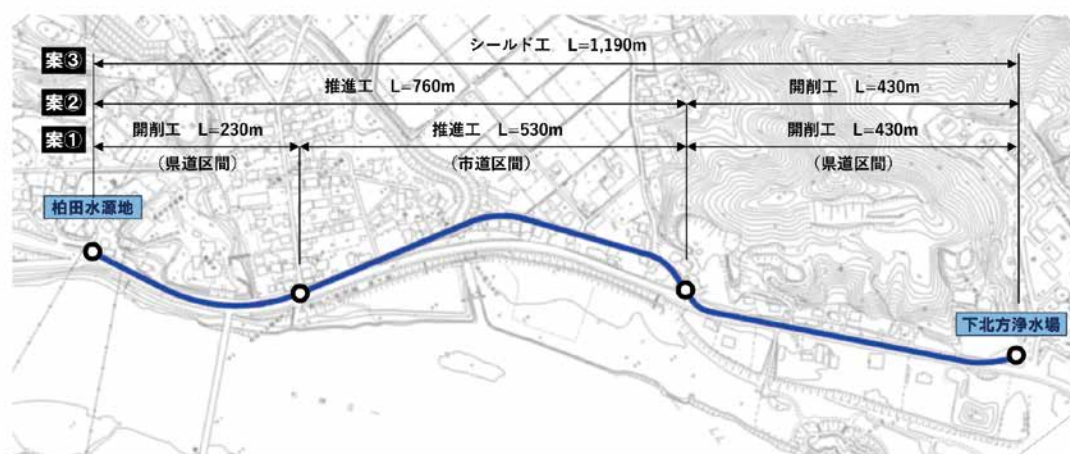 案③
シールド工 L=1,190m
案②
推進工 L=760m
開削工 L=430m
案①
開削工 L=230m
推進工 L=530m
開削工 L=430m
(県道区間)
(市道区間)
(県道区間)
柏田水源地
下北方浄水場